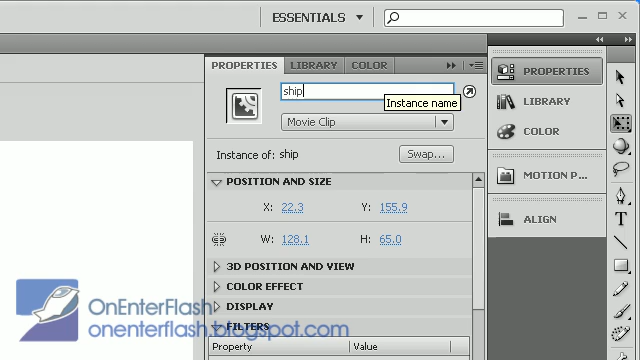 ESSENTIALS
PROPERTIES LIBRARY COLOR
ship
Instance name
Movie Clip
Instance of: ship Swap...
POSITION AND SIZE
X: 22.3 Y: 155.9
W: 128.1 H: 65.0
3D POSITION AND VIEW
COLOR EFFECT
DISPLAY
FILTERS
Property Value
PROPERTIES
LIBRARY
COLOR
MOTION P...
ALIGN
T
OnEnterFlash
onenterflash.blogspot.com